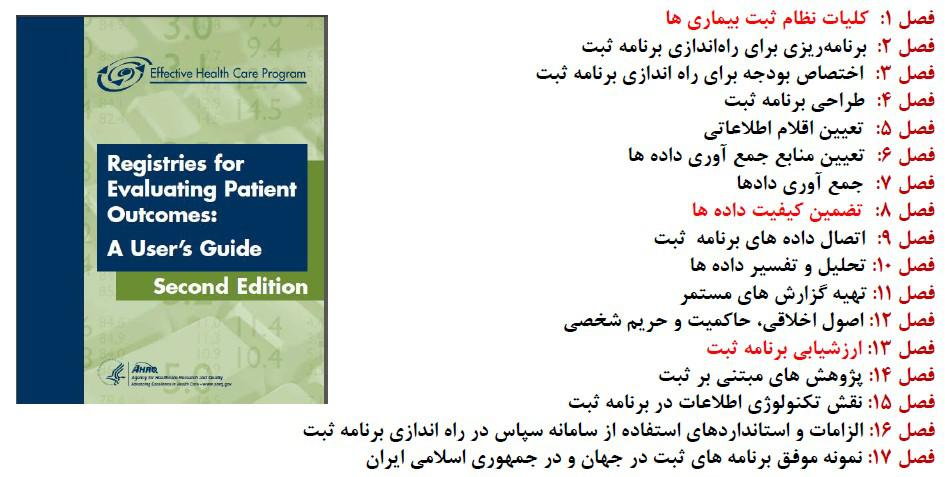 فصل ۱: کلیات نظام ثبت بیماری ها
فصل ۲: برنامه‌ریزی برای راه‌اندازی برنامه ثبت
فصل ۳: اختصاص بودجه برای راه اندازی برنامه ثبت
فصل ۴: طراحی برنامه ثبت
فصل ۵: تعیین اقلام اطلاعاتی
فصل ۶: تعیین منابع جمع آوری داده ها
فصل ۷: جمع آوری دادها
فصل ۸: تضمین کیفیت داده ها
فصل ۹: اتصال داده های برنامه ثبت
فصل ۱۰: تحلیل و تفسیر داده ها
فصل ۱۱: تهیه گزارش های مستمر
فصل ۱۲: اصول اخلاقی، حاکمیت و حریم شخصی
فصل ۱۳: ارزشیابی برنامه ثبت
فصل ۱۴: پژوهش های مبتنی بر ثبت
فصل ۱۵: نقش تکنولوژی اطلاعات در برنامه ثبت
فصل ۱۶: الزامات و استانداردهای استفاده از سامانه سپاس در راه اندازی برنامه ثبت
فصل ۱۷: نمونه موفق برنامه های ثبت در جهان و در جمهوری اسلامی ایران
Effective Health Care Program
Registries for
Evaluating Patient
Outcomes:
A User's Guide
Second Edition
AHRQ
Agency for Healthcare Research and Quality
Advancing Excellence in Health Care • www.ahrq.gov